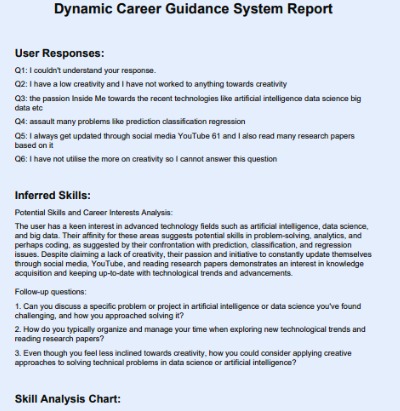 Dynamic Career Guidance System Report
User Responses:
Q1: I couldn't understand your response.
Q2: I have a low creativity and I have not worked to anything towards creativity
Q3: the passion Inside Me towards the recent technologies like artificial intelligence data science big
data etc
Q4: assault many problems like prediction classification regression
Q5: I always get updated through social media YouTube 61 and I also read many research papers
based on it
Q6: I have not utilise the more on creativity so I cannot answer this question
Inferred Skills:
Potential Skills and Career Interests Analysis:
The user has a keen interest in advanced technology fields such as artificial intelligence, data science,
and big data. Their affinity for these areas suggests potential skills in problem-solving, analytics, and
perhaps coding, as suggested by their confrontation with prediction, classification, and regression
issues. Despite claiming a lack of creativity, their passion and initiative to constantly update themselves
through social media, YouTube, and reading research papers demonstrates an interest in knowledge
acquisition and keeping up-to-date with technological trends and advancements.
Follow-up questions:
1. Can you discuss a specific problem or project in artificial intelligence or data science you've found
challenging, and how you approached solving it?
2. How do you typically organize and manage your time when exploring new technological trends and
reading research papers?
3. Even though you feel less inclined towards creativity, how you could consider applying creative
approaches to solving technical problems in data science or artificial intelligence?
Skill Analysis Chart: